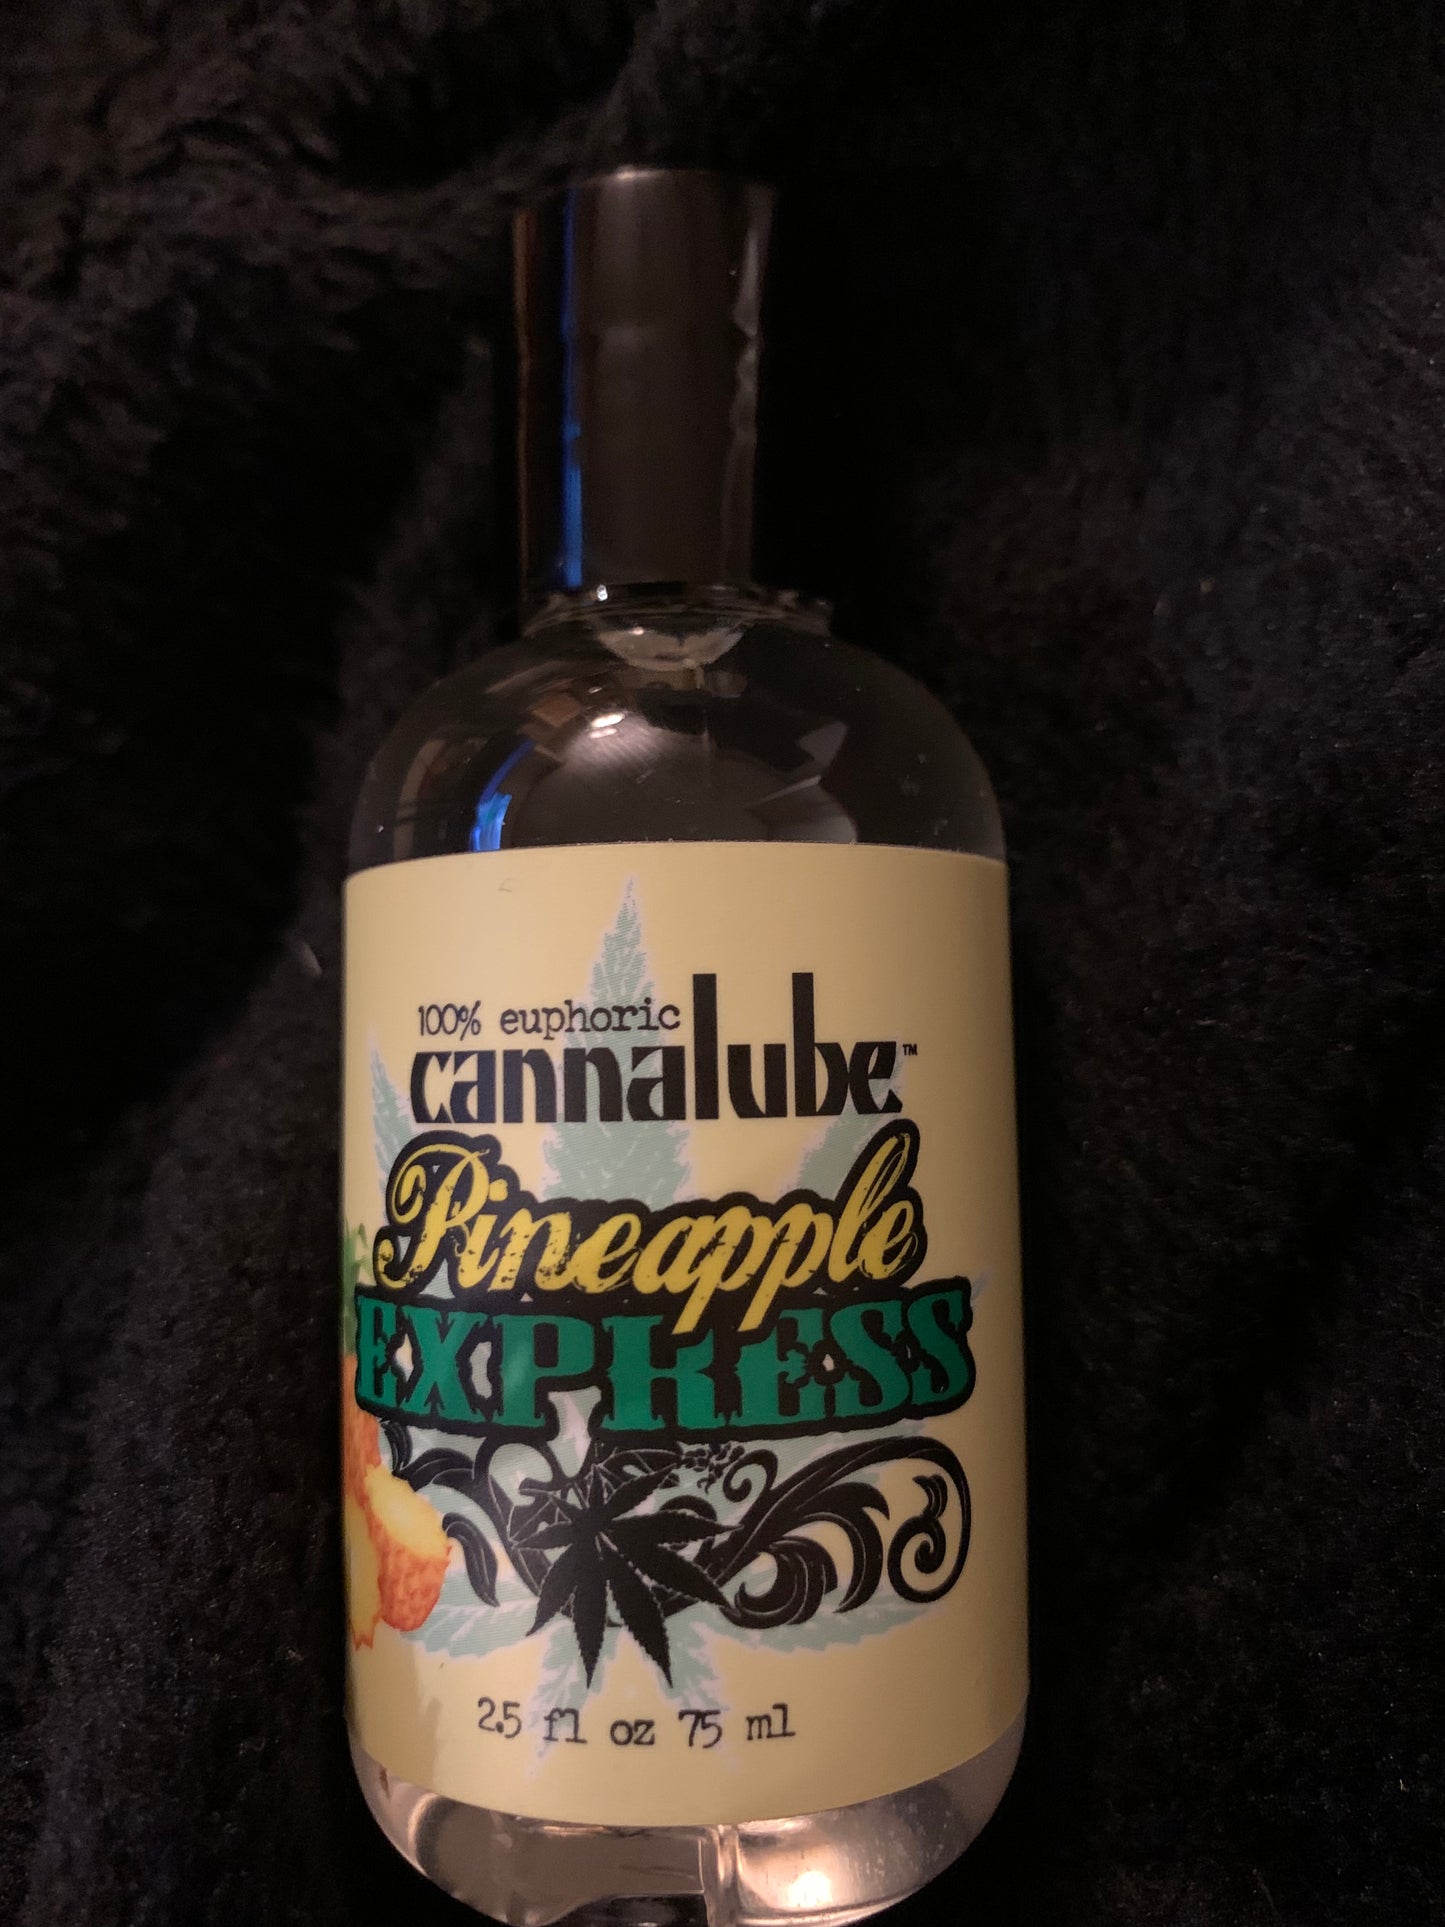 100% euphoric
cannalube™
Pineapple
EXPRESS
2.5 fl oz 75 ml